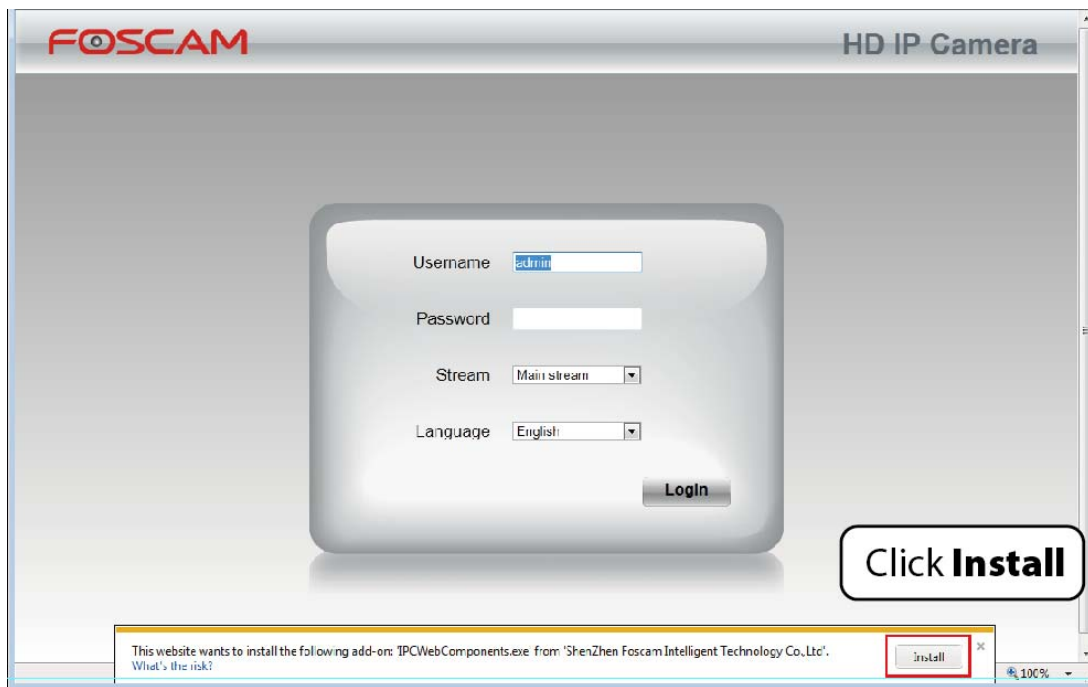 FOSCAM
HD IP Camera
Username admin
Password
Stream Main stream
Language English
Login
Click Install
This website wants to install the following add-on: 'IPCWebComponents.exe' from 'ShenZhen Foscam Intelligent Technology Co.,Ltd'.
What's the risk?
Install
100%